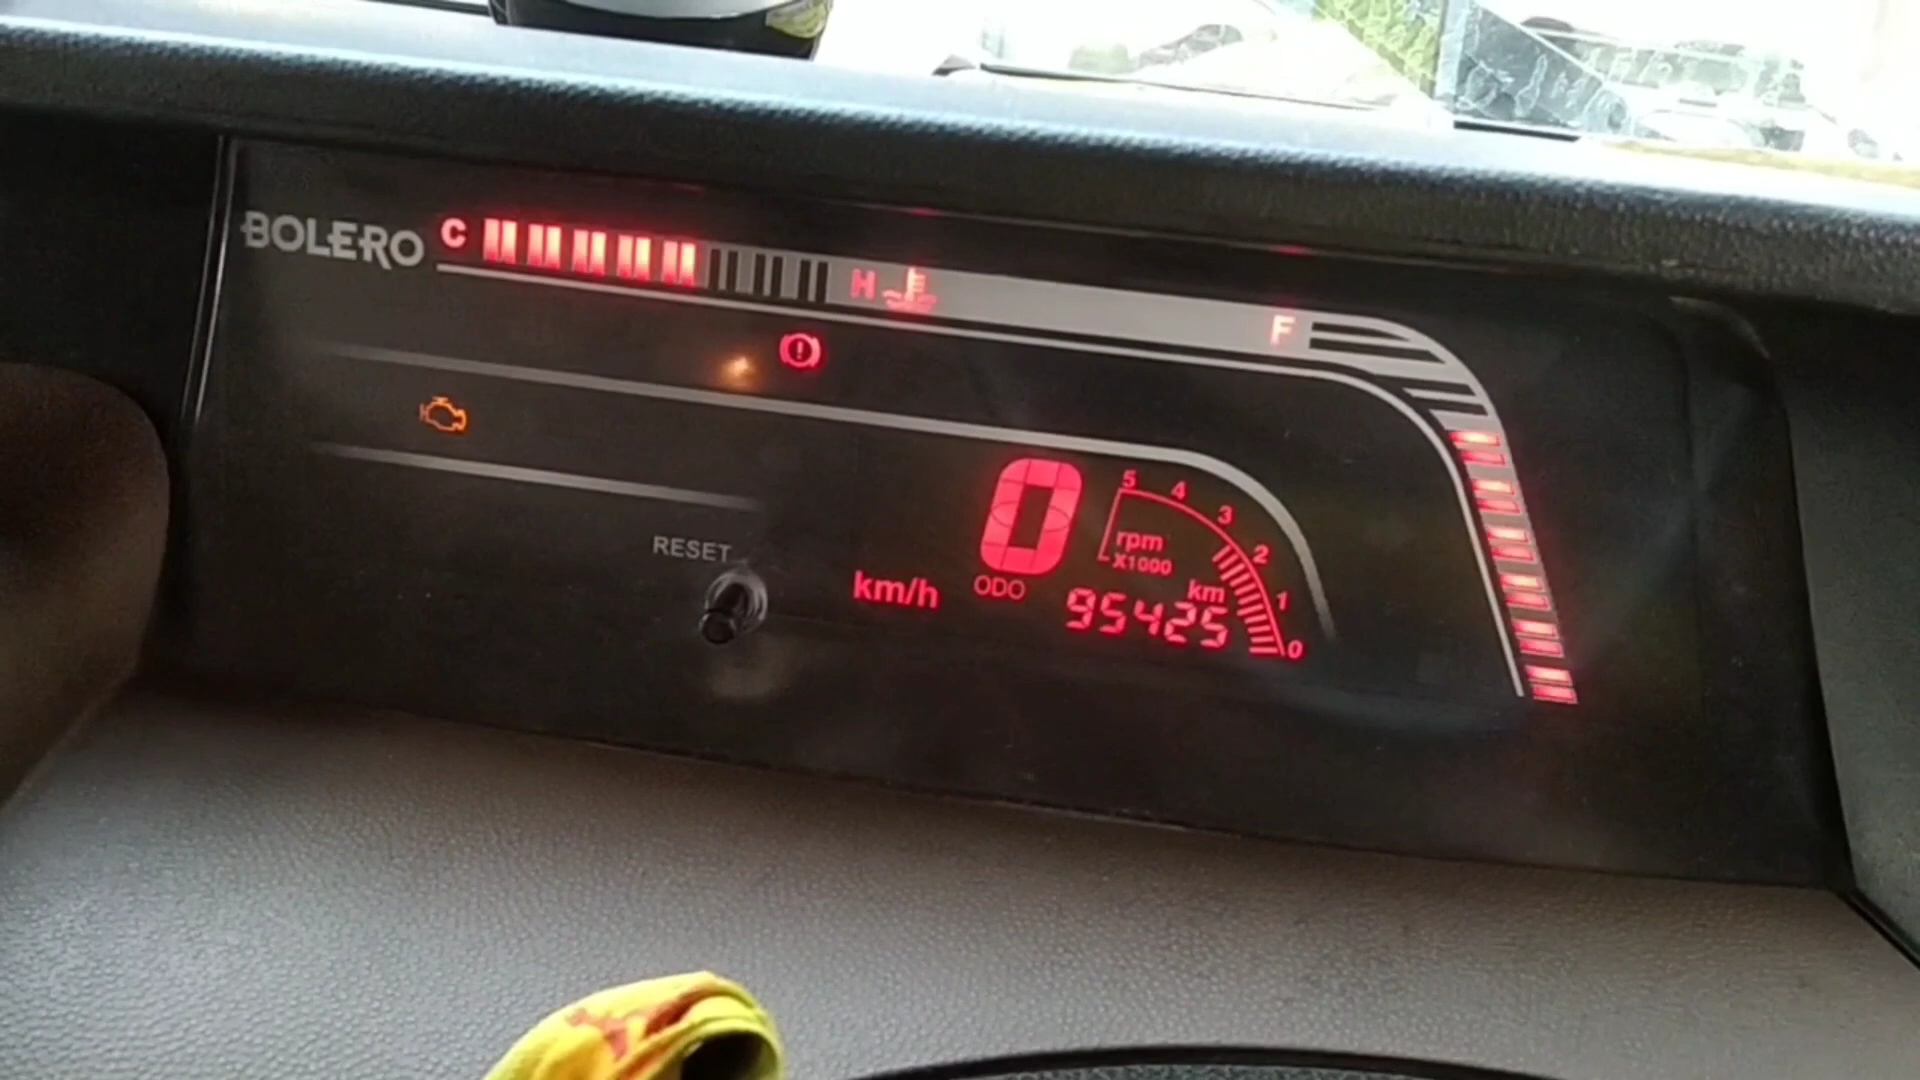 BOLERO C H F
5 4 3 2 1 0
rpm
X1000
RESET
0
km/h
ODO
km
95425